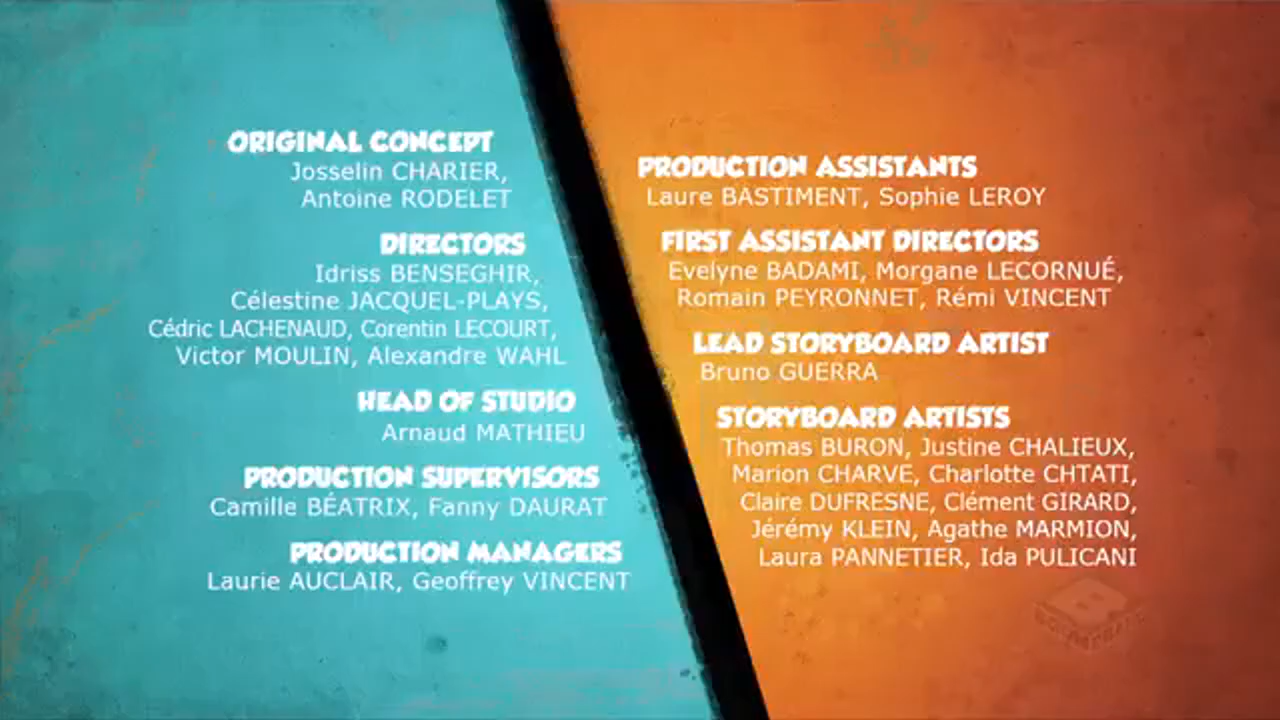 ORIGINAL CONCEPT
Josselin CHARIER,
Antoine RODELET
DIRECTORS
Idriss BENSEGHIR,
Célestine JACQUEL-PLAYS,
Cédric LACHENAUD, Corentin LECOURT,
Victor MOULIN, Alexandre WAHL
HEAD OF STUDIO
Arnaud MATHIEU
PRODUCTION SUPERVISORS
Camille BÉATRIX, Fanny DAURAT
PRODUCTION MANAGERS
Laurie AUCLAIR, Geoffrey VINCENT
PRODUCTION ASSISTANTS
Laure BASTIMENT, Sophie LEROY
FIRST ASSISTANT DIRECTORS
Evelyne BADAMI, Morgane LECORNUÉ,
Romain PEYRONNET, Rémi VINCENT
LEAD STORYBOARD ARTIST
Bruno GUERRA
STORYBOARD ARTISTS
Thomas BURON, Justine CHALIEUX,
Marion CHARVE, Charlotte CHTATI,
Claire DUFRESNE, Clément GIRARD,
Jérémy KLEIN, Agathe MARMION,
Laura PANNETIER, Ida PULICANI
B
BOOMERANG